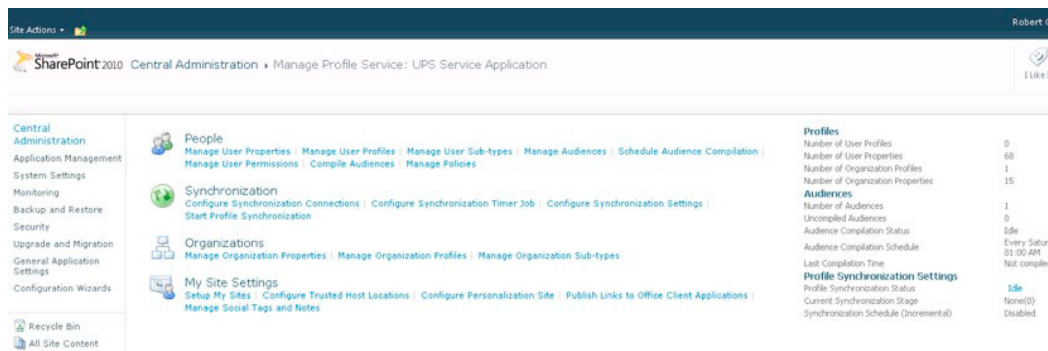 Site Actions
Robert
Microsoft
SharePoint 2010 Central Administration › Manage Profile Service: UPS Service Application
I Like
Central
Administration
Application Management
System Settings
Monitoring
Backup and Restore
Security
Upgrade and Migration
General Application
Settings
Configuration Wizards
Recycle Bin
All Site Content
People
Manage User Properties | Manage User Profiles | Manage User Sub-types | Manage Audiences | Schedule Audience Compilation |
Manage User Permissions | Compile Audiences | Manage Policies
Synchronization
Configure Synchronization Connections | Configure Synchronization Timer Job | Configure Synchronization Settings |
Start Profile Synchronization
Organizations
Manage Organization Properties | Manage Organization Profiles | Manage Organization Sub-types
My Site Settings
Setup My Sites | Configure Trusted Host Locations | Configure Personalization Site | Publish Links to Office Client Applications |
Manage Social Tags and Notes
Profiles
Number of User Profiles 0
Number of User Properties 68
Number of Organization Profiles 1
Number of Organization Properties 15
Audiences
Number of Audiences 1
Uncompiled Audiences 0
Audience Compilation Status Idle
Audience Compilation Schedule Every Satur
01:00 AM
Last Compilation Time Not compile
Profile Synchronization Settings
Profile Synchronization Status Idle
Current Synchronization Stage None(0)
Synchronization Schedule (Incremental) Disabled